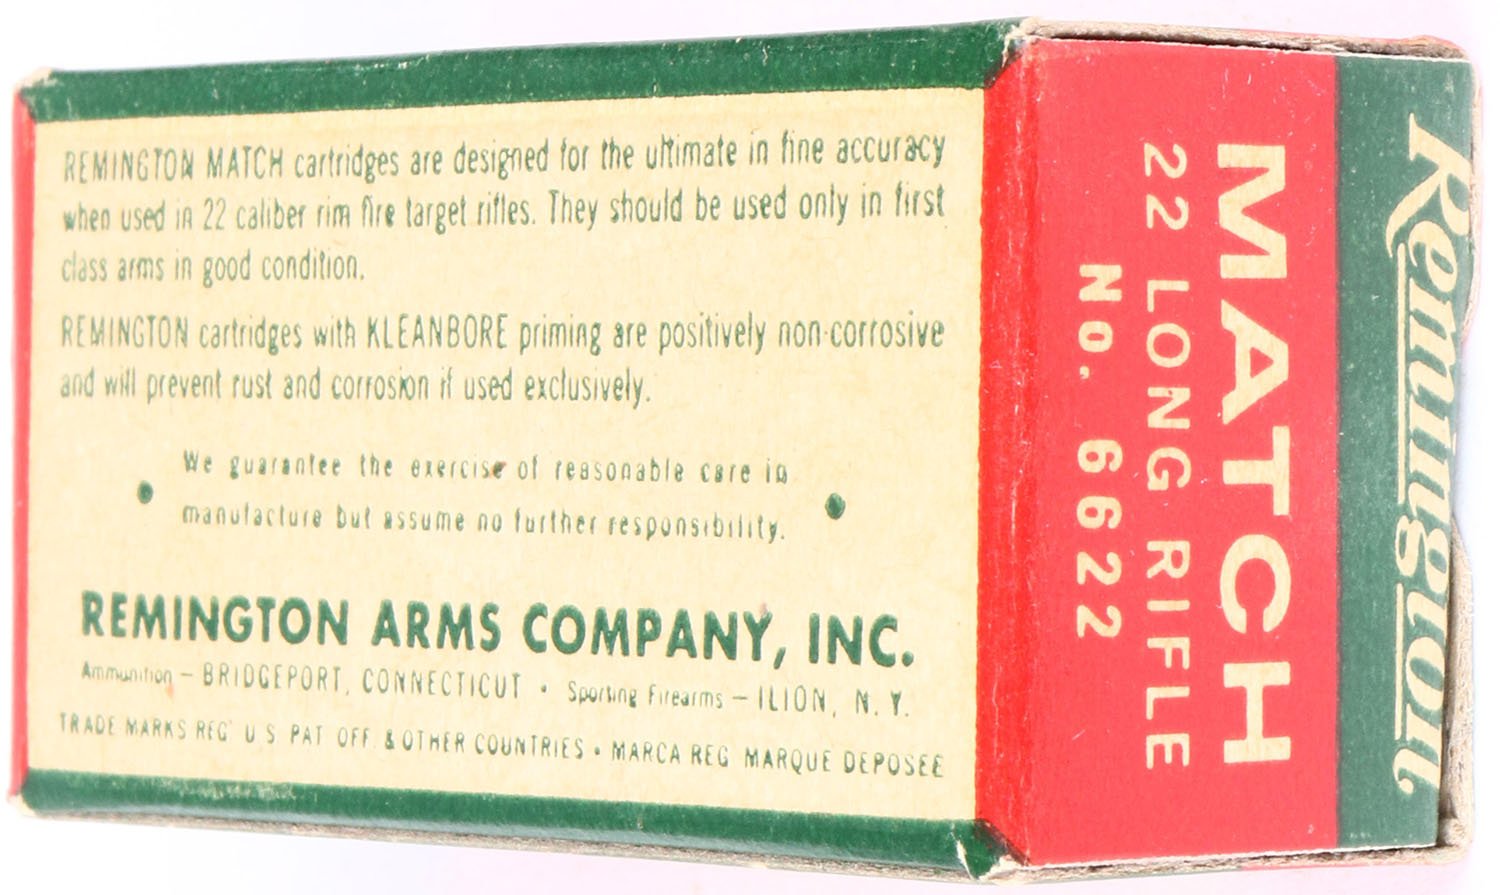 REMINGTON MATCH cartridges are designed for the ultimate in fine accuracy
when used in 22 caliber rim fire target rifles. They should be used only in first
class arms in good condition.
REMINGTON cartridges with KLEANBORE priming are positively non-corrosive
and will prevent rust and corrosion if used exclusively.
We guarantee the exercise of reasonable care in
manufacture but assume no further responsibility.
REMINGTON ARMS COMPANY, INC.
Ammunition – BRIDGEPORT, CONNECTICUT • Sporting Firearms – ILION, N. Y.
TRADE MARKS REG' U S PAT OFF. & OTHER COUNTRIES • MARCA REG MARQUE DEPOSEE
Remington
MATCH
22 LONG RIFLE
No. 6622